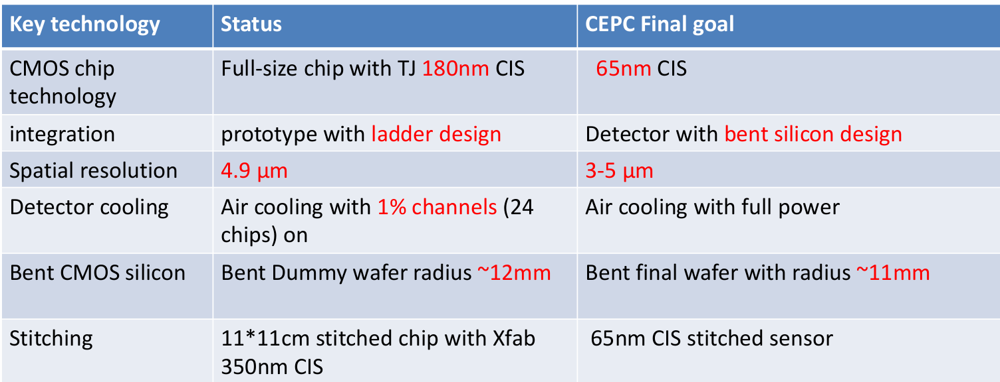 Key technology
Status
CEPC Final goal
CMOS chip
technology
Full-size chip with TJ 180nm CIS
65nm CIS
integration
prototype with ladder design
Detector with bent silicon design
Spatial resolution
4.9 μm
3-5 μm
Detector cooling
Air cooling with 1% channels (24
chips) on
Air cooling with full power
Bent CMOS silicon
Bent Dummy wafer radius ~12mm
Bent final wafer with radius ~11mm
Stitching
11*11cm stitched chip with Xfab
350nm CIS
65nm CIS stitched sensor